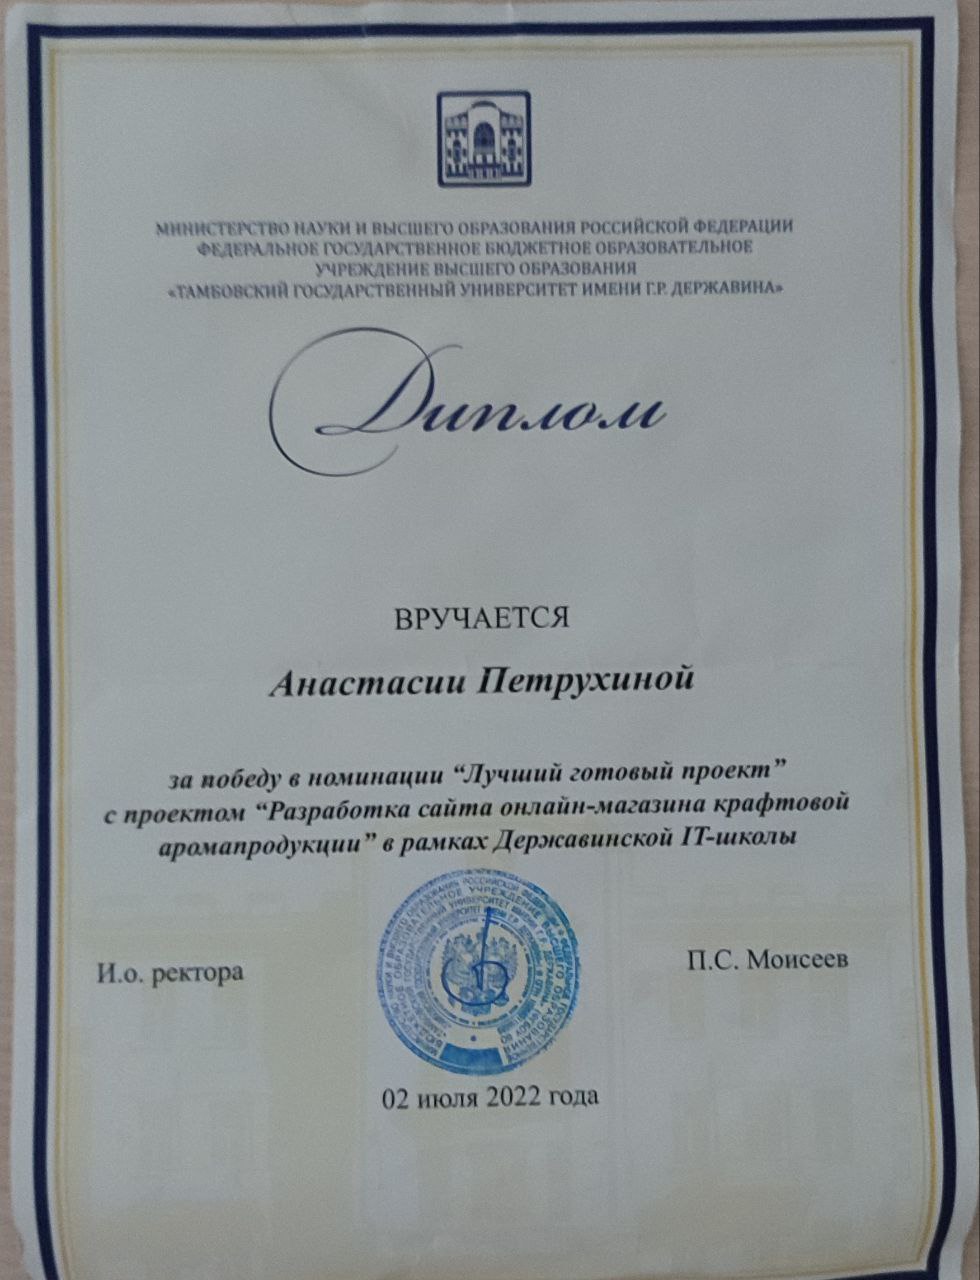 МИНИСТЕРСТВО НАУКИ И ВЫСШЕГО ОБРАЗОВАНИЯ РОССИЙСКОЙ ФЕДЕРАЦИИ
ФЕДЕРАЛЬНОЕ ГОСУДАРСТВЕННОЕ БЮДЖЕТНОЕ ОБРАЗОВАТЕЛЬНОЕ
УЧРЕЖДЕНИЕ ВЫСШЕГО ОБРАЗОВАНИЯ
«ТАМБОВСКИЙ ГОСУДАРСТВЕННЫЙ УНИВЕРСИТЕТ ИМЕНИ Г.Р. ДЕРЖАВИНА»
Диплом
ВРУЧАЕТСЯ
Анастасии Петрухиной
за победу в номинации “Лучший готовый проект”
с проектом “Разработка сайта онлайн-магазина крафтовой
аромапродукции” в рамках Державинской IT-школы
И.о. ректора
П.С. Моисеев
02 июля 2022 года